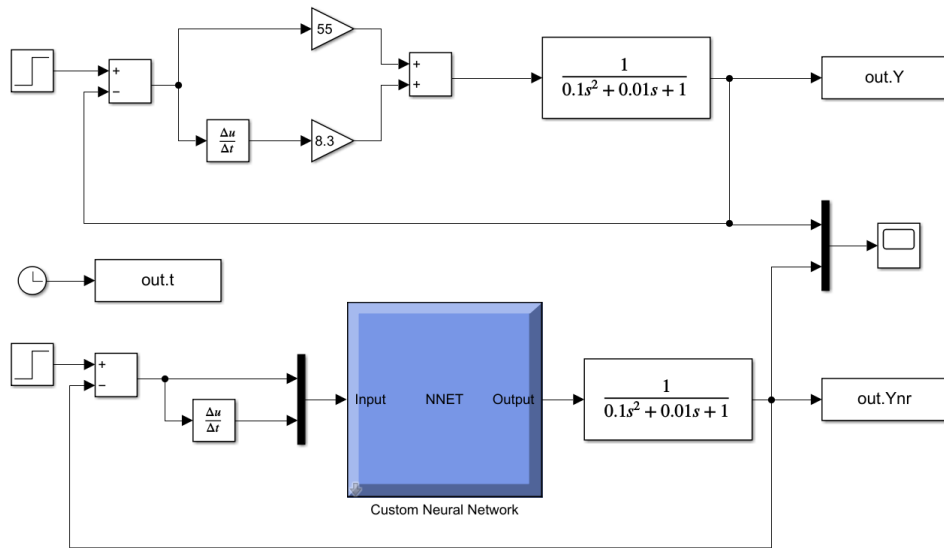 55
+
−
+
+
1
0.1s² + 0.01s + 1
out.Y
Δu
Δt
8.3
out.t
+
−
Δu
Δt
Input
NNET
Output
1
0.1s² + 0.01s + 1
out.Ynr
Custom Neural Network